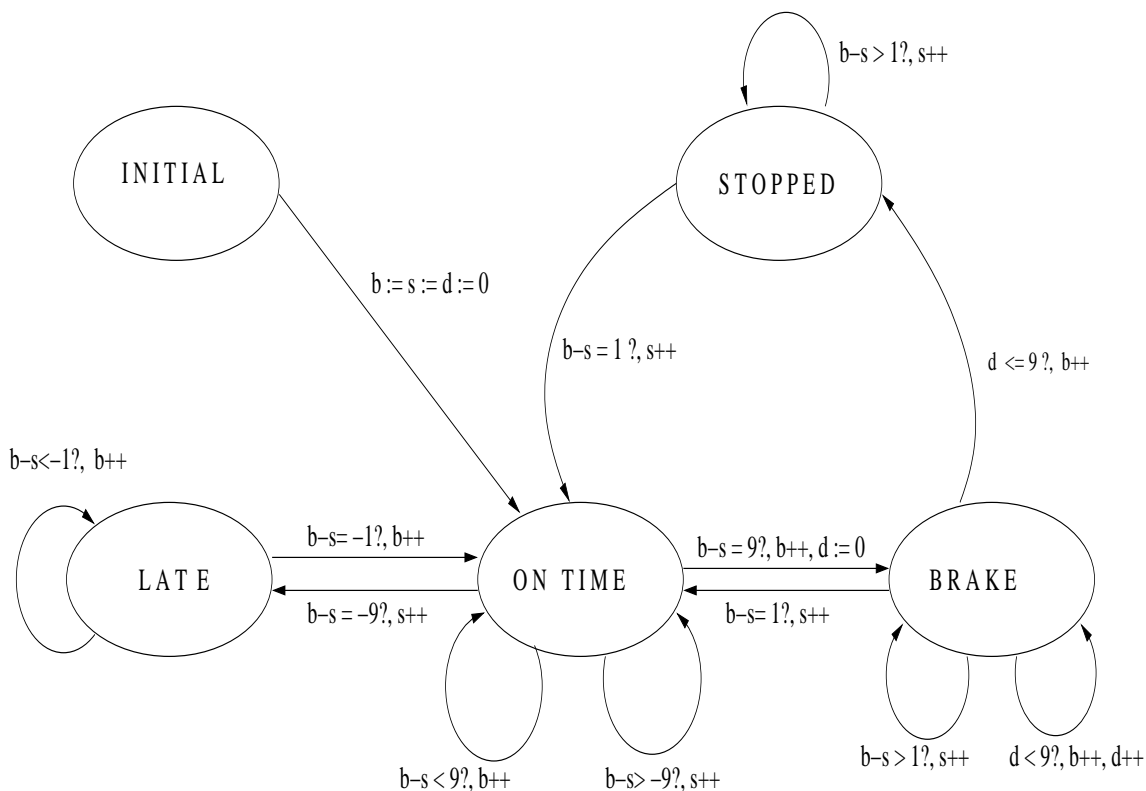 b–s > 1?, s++
INITIAL
STOPPED
b := s := d := 0
b–s = 1 ?, s++
d <= 9 ?, b++
b–s<–1?, b++
b–s= –1?, b++
b–s = 9?, b++, d := 0
LATE
ON TIME
BRAKE
b–s = –9?, s++
b–s= 1?, s++
b–s < 9?, b++
b–s> –9?, s++
b–s > 1?, s++
d < 9?, b++, d++